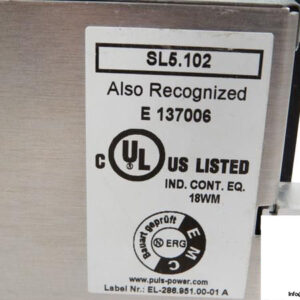 SL5.102
Also Recognized
E 137006
C UL US LISTED
IND. CONT. EQ.
18WM
Bauart geprüft
N ERG
EMC
www.puls-power.com
Label Nr.: EL-286.951.00-01 A